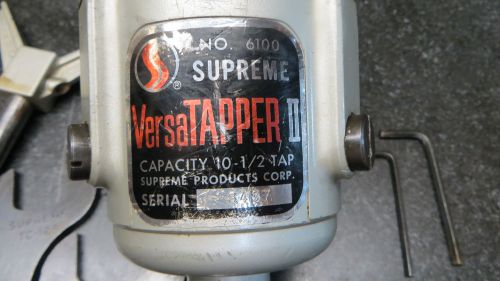 NO. 6100
SUPREME
®
VersaTAPPER II
CAPACITY 10-1/2 TAP
SUPREME PRODUCTS CORP.
SERIAL